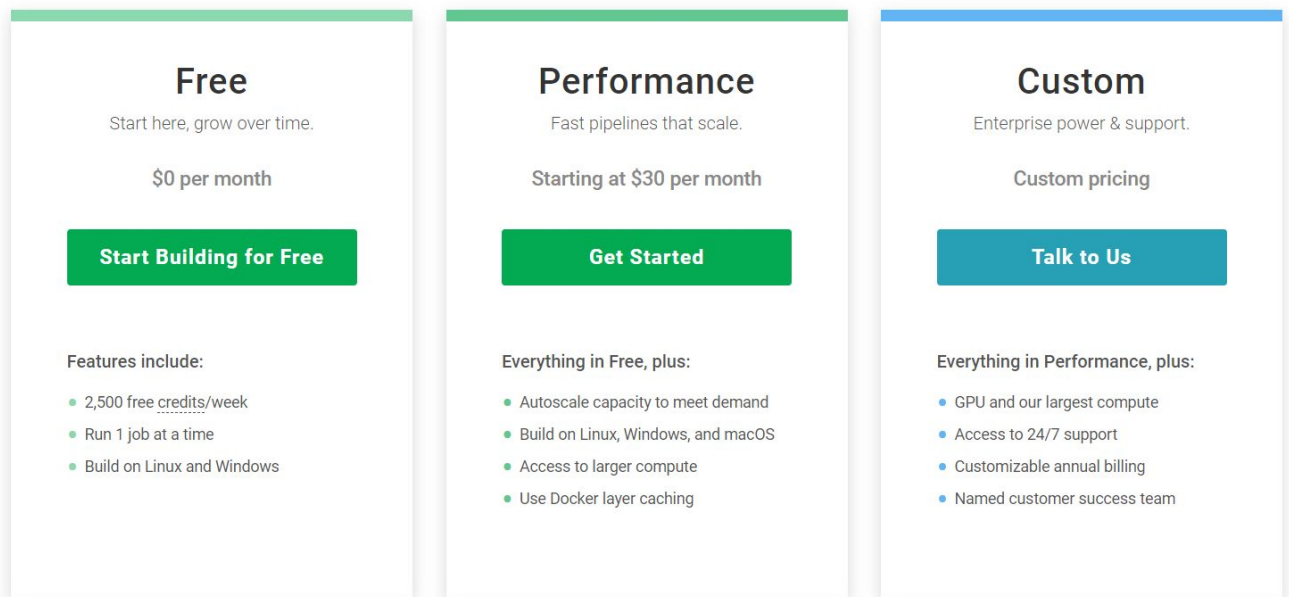 Free
Start here, grow over time.
$0 per month
Start Building for Free
Features include:
2,500 free credits/week
Run 1 job at a time
Build on Linux and Windows
Performance
Fast pipelines that scale.
Starting at $30 per month
Get Started
Everything in Free, plus:
Autoscale capacity to meet demand
Build on Linux, Windows, and macOS
Access to larger compute
Use Docker layer caching
Custom
Enterprise power & support.
Custom pricing
Talk to Us
Everything in Performance, plus:
GPU and our largest compute
Access to 24/7 support
Customizable annual billing
Named customer success team